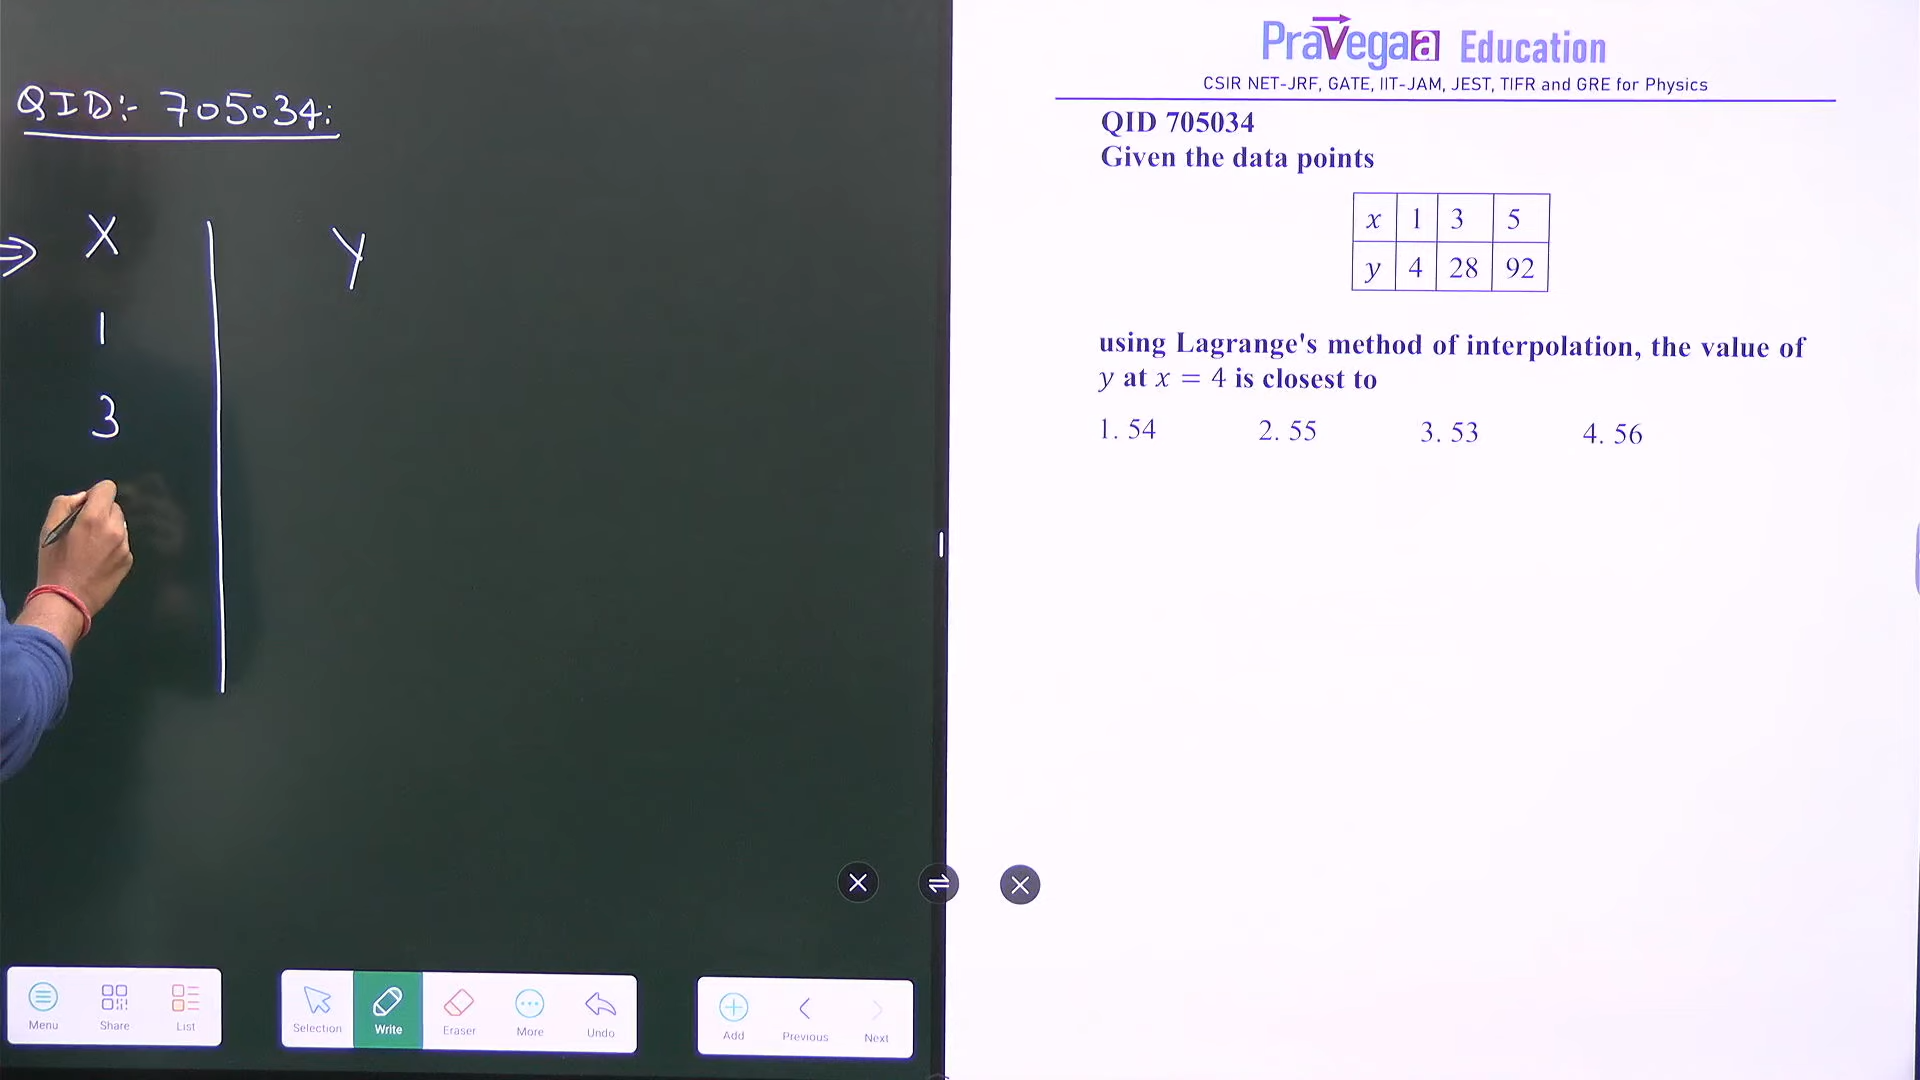 QID:- 705034:
X Y
1
3
Menu Share List
Selection Write Eraser More Undo
Add Previous Next
Pravegaa Education
CSIR NET-JRF, GATE, IIT-JAM, JEST, TIFR and GRE for Physics
QID 705034
Given the data points
x 1 3 5
y 4 28 92
using Lagrange's method of interpolation, the value of
y at x = 4 is closest to
1. 54 2. 55 3. 53 4. 56